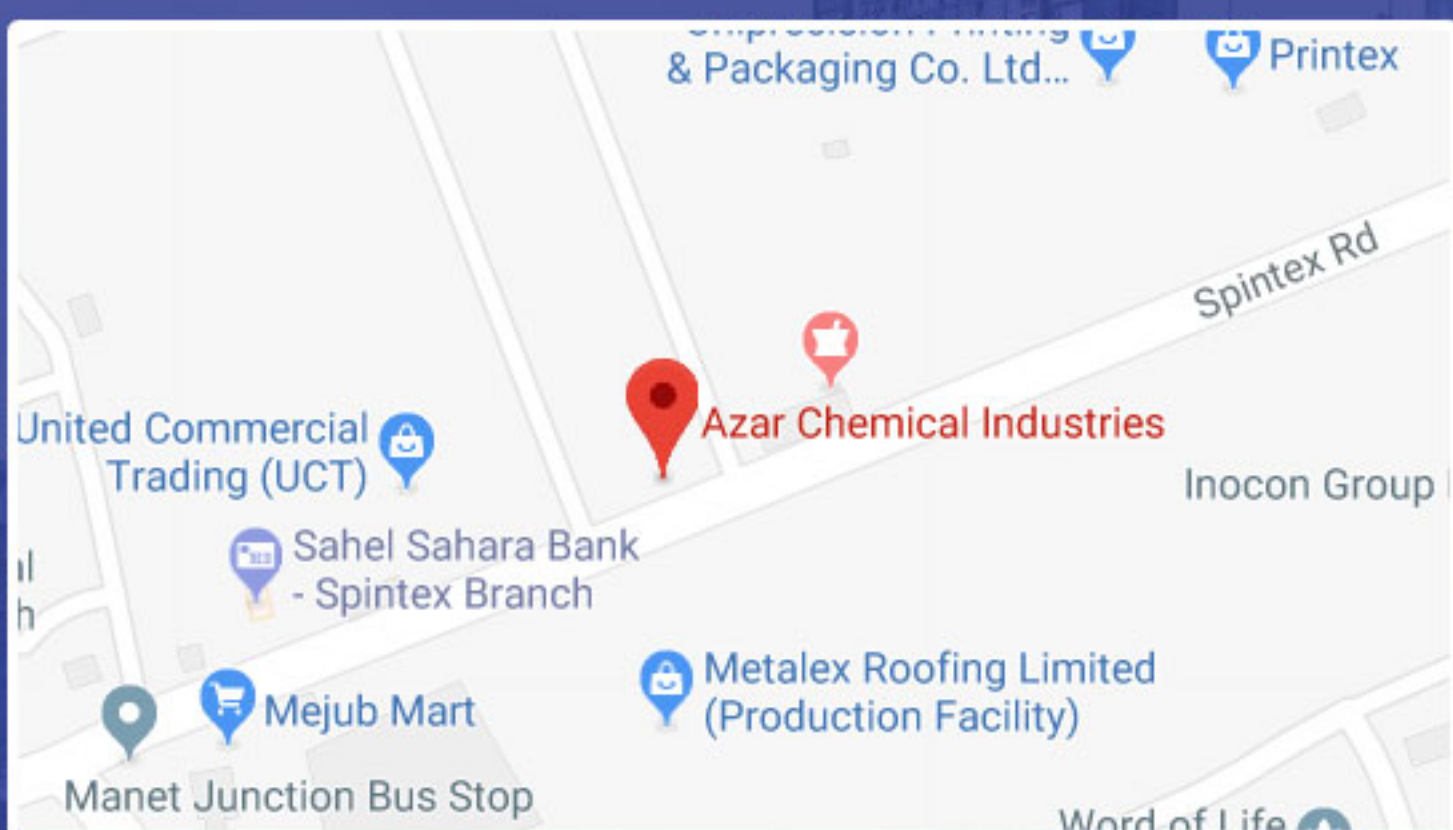 & Packaging Co. Ltd...
Printex
Spintex Rd
Azar Chemical Industries
United Commercial
Trading (UCT)
Inocon Group
Sahel Sahara Bank
- Spintex Branch
Metalex Roofing Limited
(Production Facility)
Mejub Mart
Manet Junction Bus Stop
Word of Life